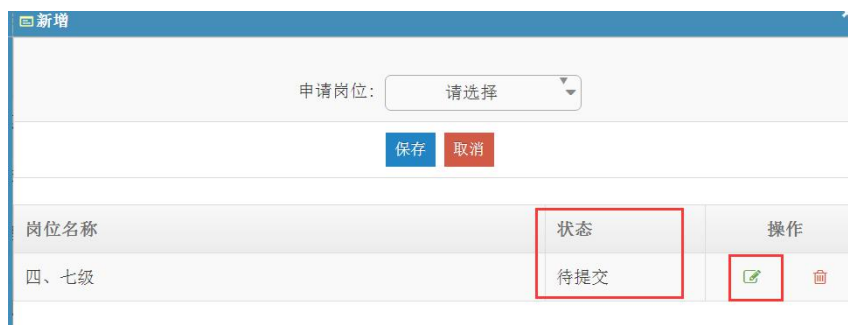 新增
申请岗位： 请选择
保存 取消
岗位名称 状态 操作
四、七级 待提交